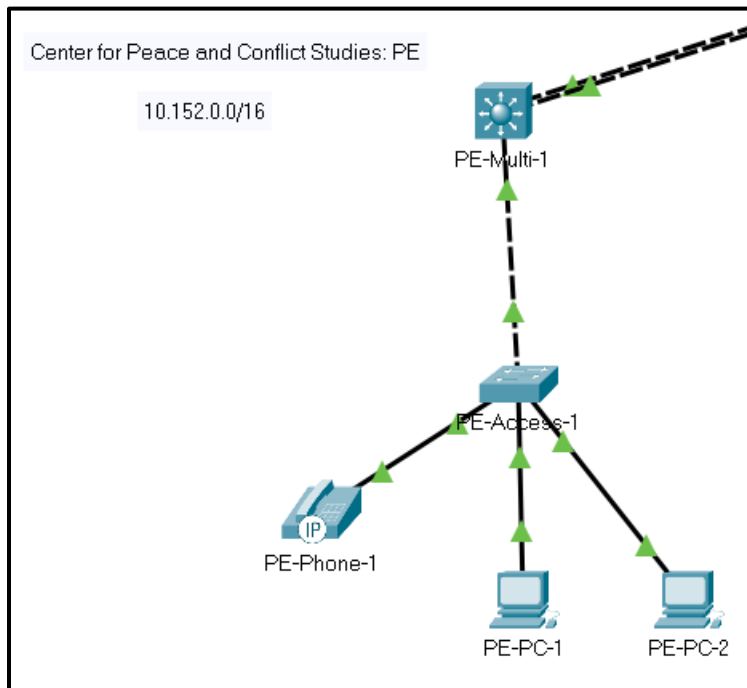 Center for Peace and Conflict Studies: PE
10.152.0.0/16
PE-Multi-1
PE-Access-1
IP
PE-Phone-1
PE-PC-1
PE-PC-2